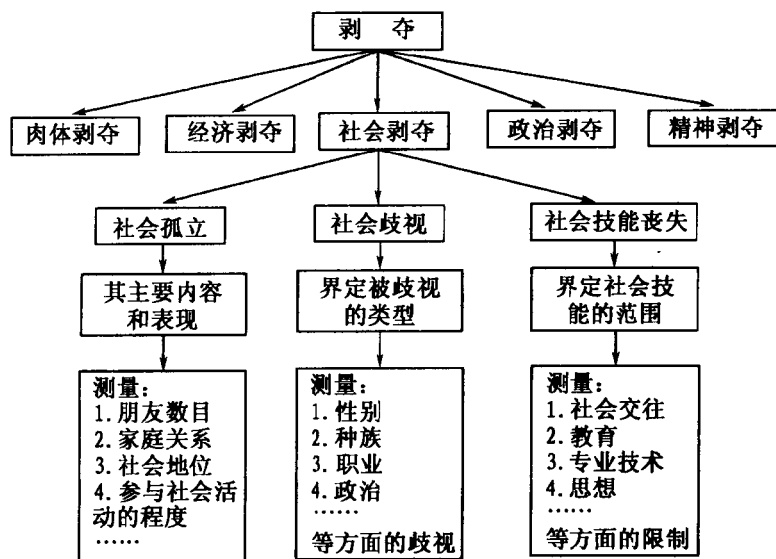 剥 夺
肉体剥夺
经济剥夺
社会剥夺
政治剥夺
精神剥夺
社会孤立
社会歧视
社会技能丧失
其主要内容
和表现
界定被歧视
的类型
界定社会技
能的范围
测量：
1. 朋友数目
2. 家庭关系
3. 社会地位
4. 参与社会活
动的程度
……
测量：
1. 性别
2. 种族
3. 职业
4. 政治
……
等方面的歧视
测量：
1. 社会交往
2. 教育
3. 专业技术
4. 思想
……
等方面的限制